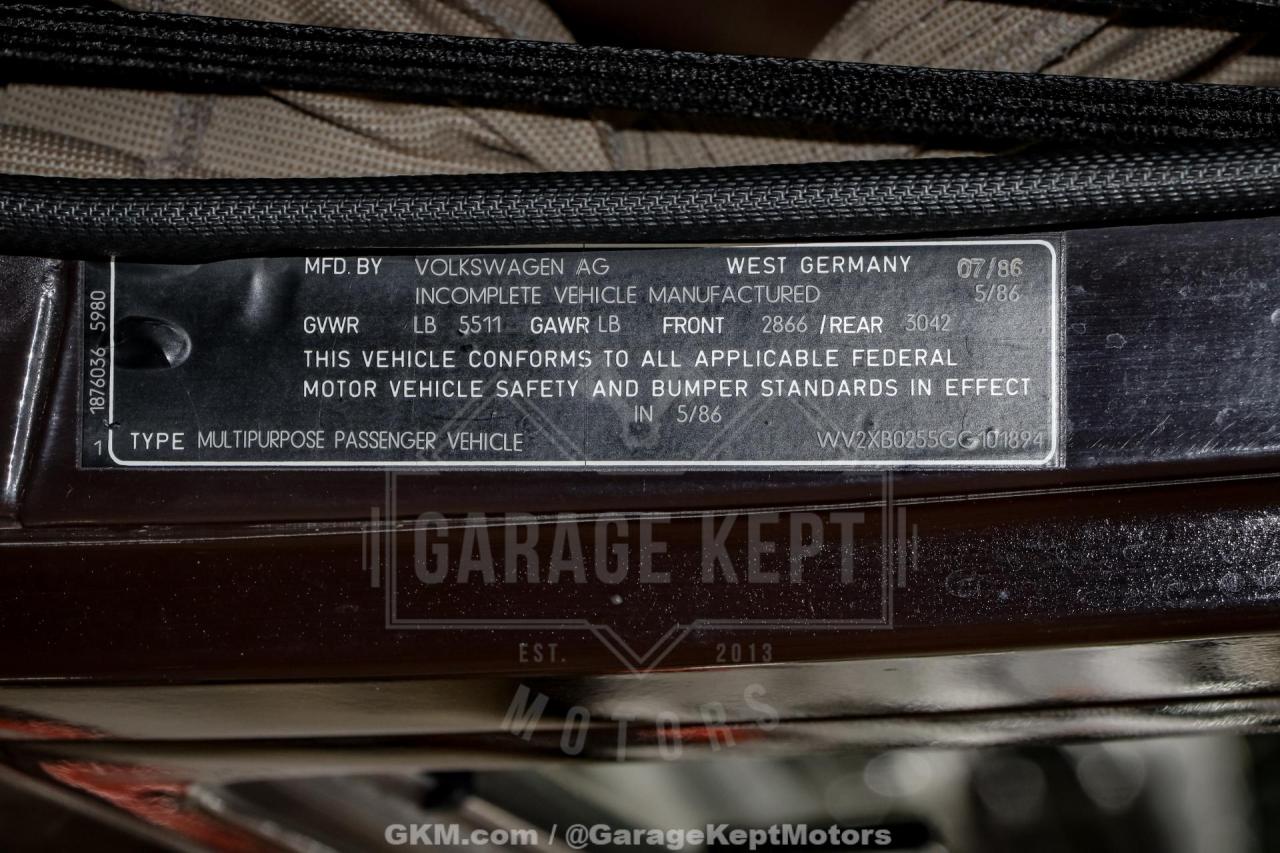 MFD. BY VOLKSWAGEN AG WEST GERMANY 07/86
INCOMPLETE VEHICLE MANUFACTURED 5/86
GVWR LB 5511 GAWR LB FRONT 2866 /REAR 3042
THIS VEHICLE CONFORMS TO ALL APPLICABLE FEDERAL
MOTOR VEHICLE SAFETY AND BUMPER STANDARDS IN EFFECT
IN 5/86
TYPE MULTIPURPOSE PASSENGER VEHICLE WV2XB0255GG101894
1 1876036 5980
GARAGE KEPT
EST. 2013
MOTORS
GKM.com / @GarageKeptMotors